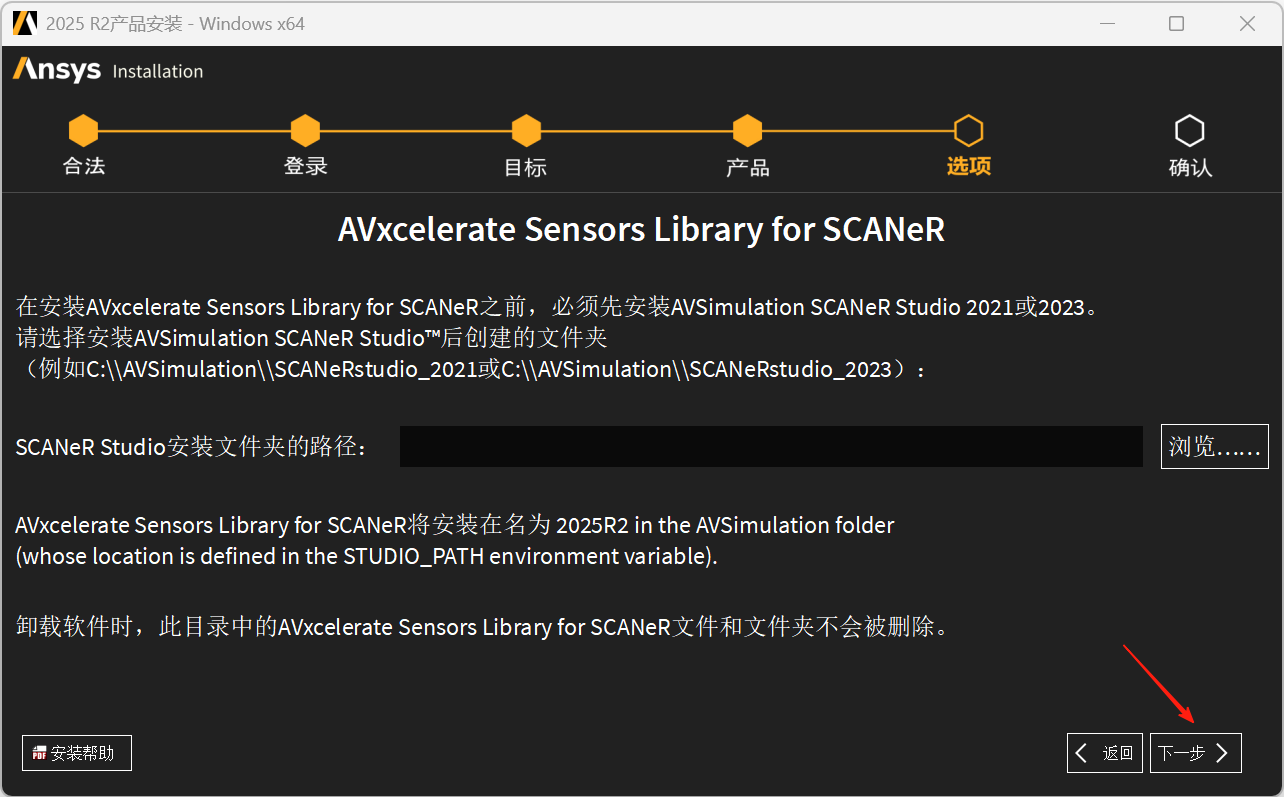 2025 R2产品安装 - Windows x64
Ansys Installation
合法 登录 目标 产品 选项 确认
AVxcelerate Sensors Library for SCANeR
在安装AVxcelerate Sensors Library for SCANeR之前，必须先安装AVSimulation SCANeR Studio 2021或2023。
请选择安装AVSimulation SCANeR Studio™后创建的文件夹
（例如C:\\AVSimulation\\SCANeRstudio_2021或C:\\AVSimulation\\SCANeRstudio_2023）：
SCANeR Studio安装文件夹的路径： 浏览……
AVxcelerate Sensors Library for SCANeR将安装在名为 2025R2 in the AVSimulation folder
(whose location is defined in the STUDIO_PATH environment variable).
卸载软件时，此目录中的AVxcelerate Sensors Library for SCANeR文件和文件夹不会被删除。
PDF 安装帮助 返回 下一步